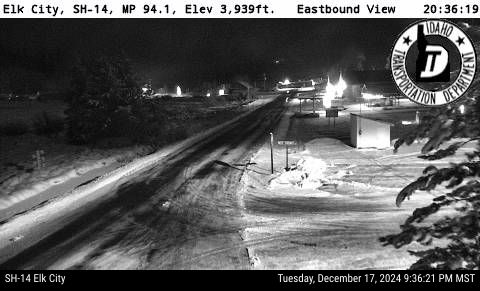 Elk City, SH-14, MP 94.1, Elev 3,939ft. Eastbound View 20:36:19
IDAHO
TRANSPORTATION DEPARTMENT
SH-14 Elk City Tuesday, December 17, 2024 9:36:21 PM MST